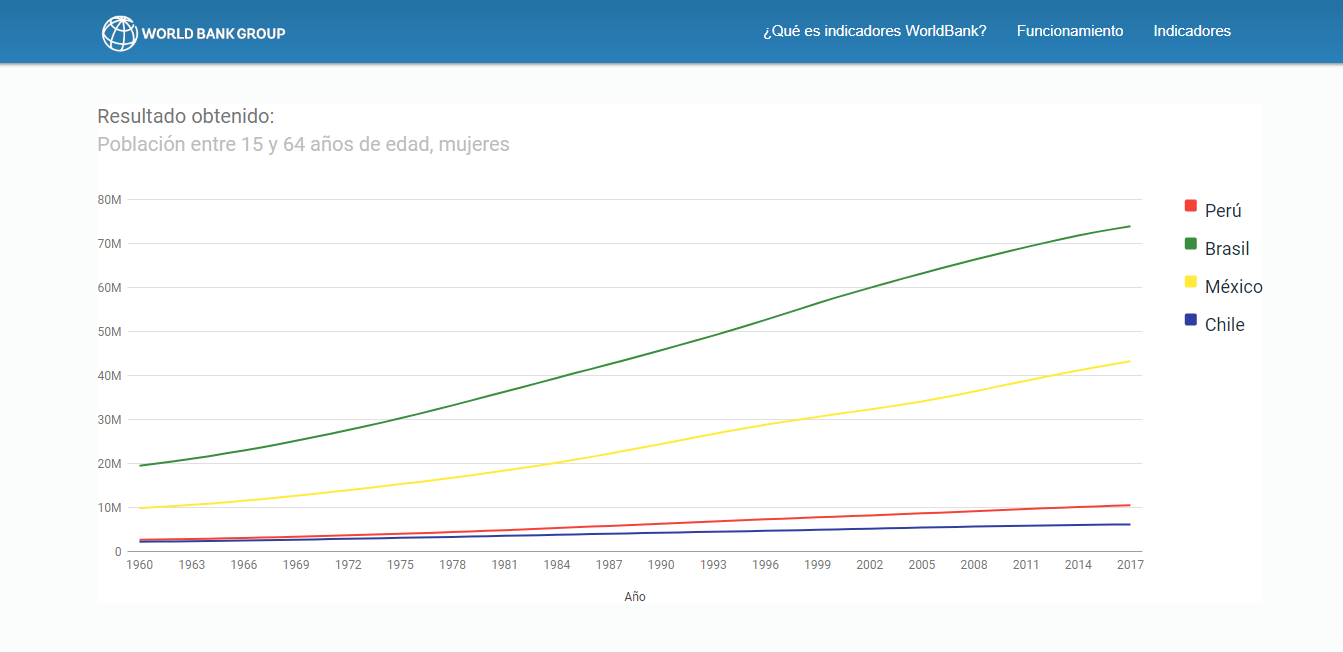 WORLD BANK GROUP
¿Qué es indicadores WorldBank? Funcionamiento Indicadores
Resultado obtenido:
Población entre 15 y 64 años de edad, mujeres
80M
70M
60M
50M
40M
30M
20M
10M
0
1960 1963 1966 1969 1972 1975 1978 1981 1984 1987 1990 1993 1996 1999 2002 2005 2008 2011 2014 2017
Año
Perú
Brasil
México
Chile